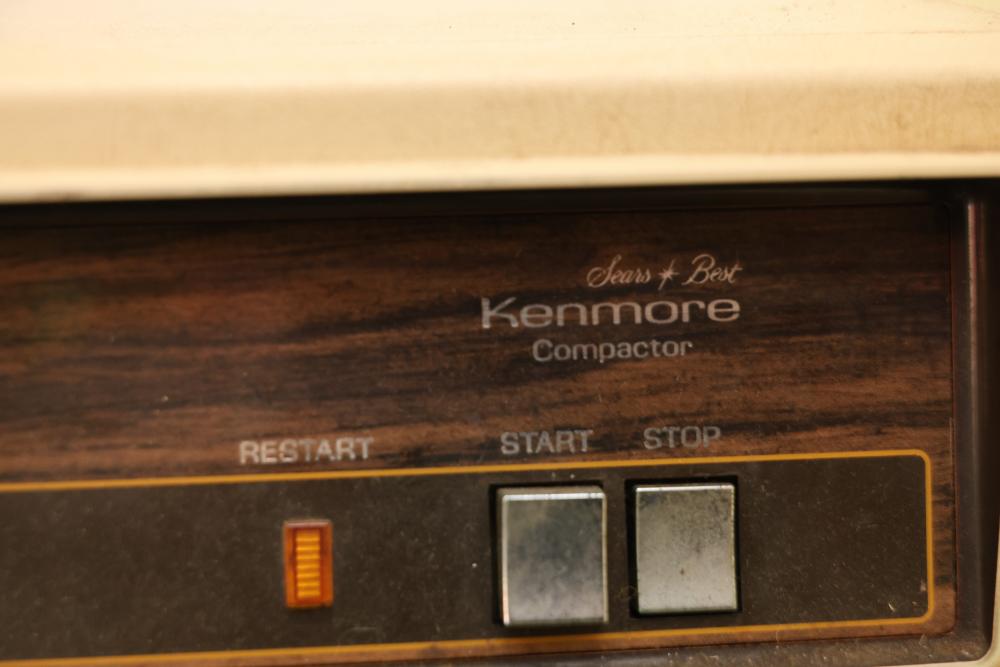 Sears * Best
Kenmore
Compactor
RESTART START STOP